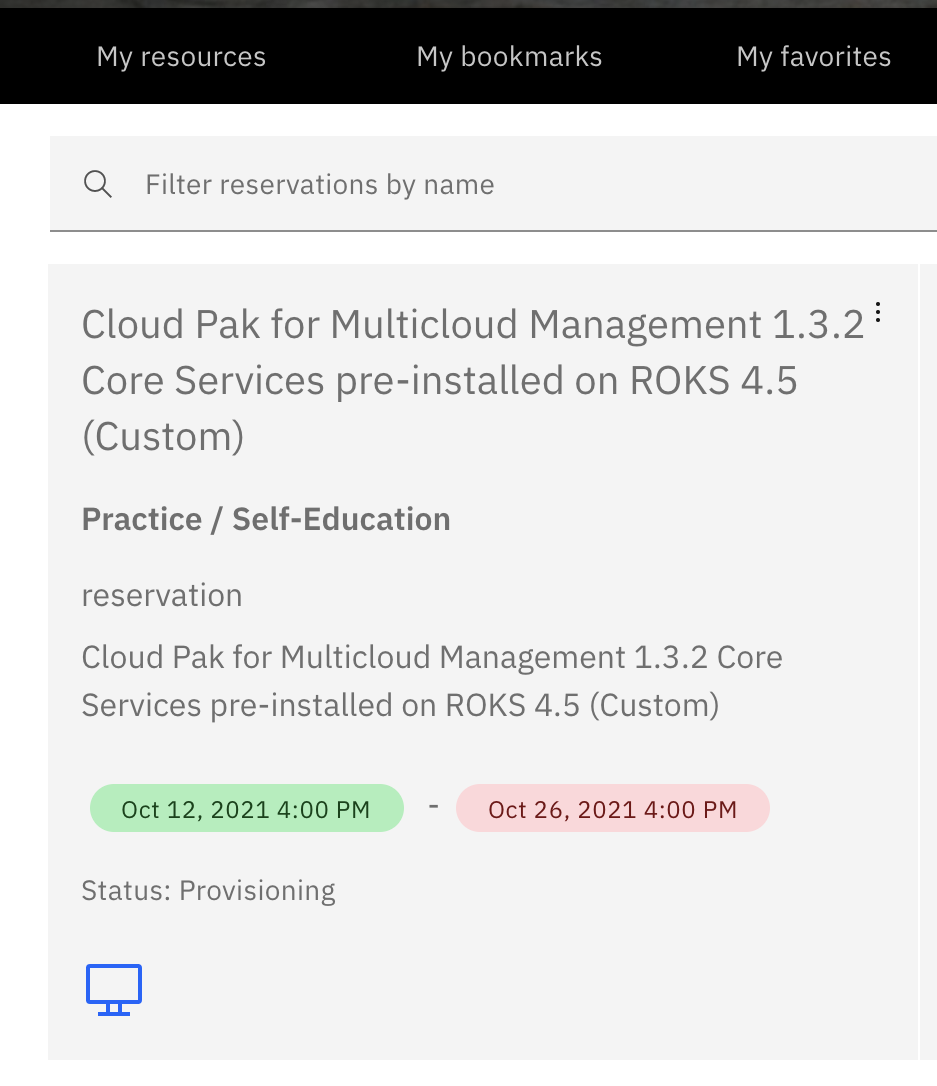 My resources My bookmarks My favorites
Filter reservations by name
Cloud Pak for Multicloud Management 1.3.2
Core Services pre-installed on ROKS 4.5
(Custom)
Practice / Self-Education
reservation
Cloud Pak for Multicloud Management 1.3.2 Core
Services pre-installed on ROKS 4.5 (Custom)
Oct 12, 2021 4:00 PM - Oct 26, 2021 4:00 PM
Status: Provisioning